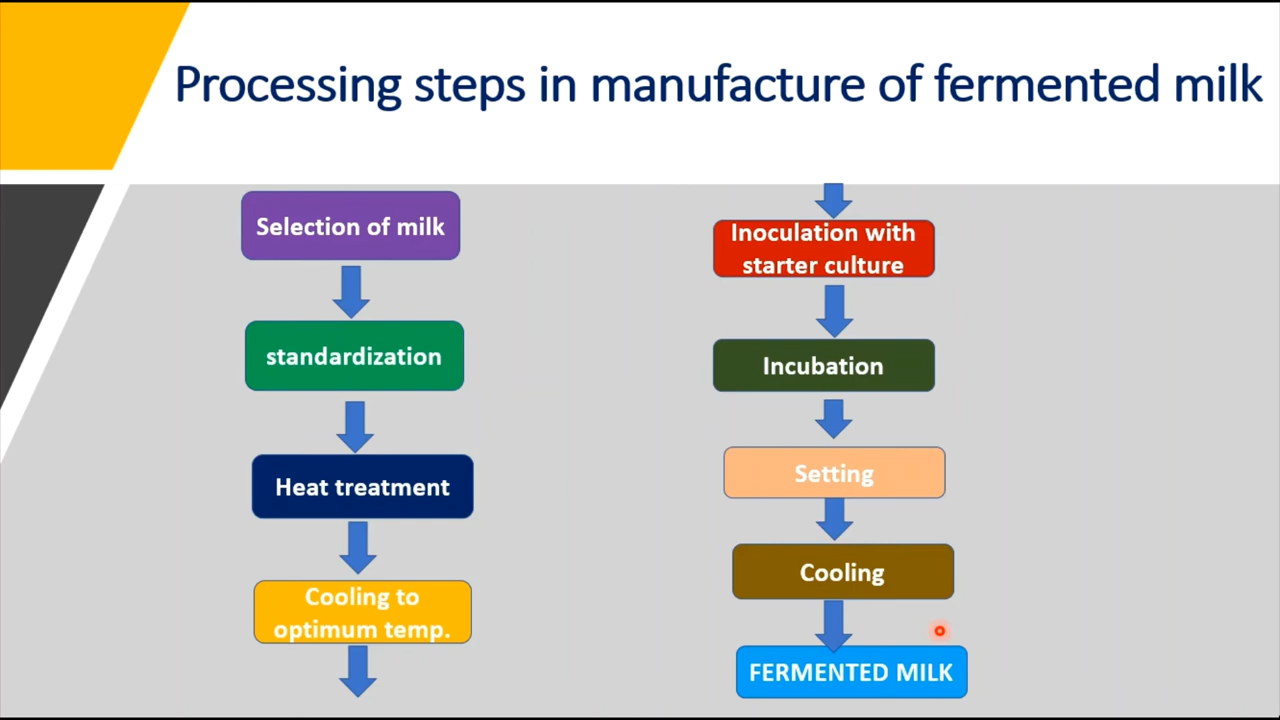 Processing steps in manufacture of fermented milk
Selection of milk
standardization
Heat treatment
Cooling to
optimum temp.
Inoculation with
starter culture
Incubation
Setting
Cooling
FERMENTED MILK